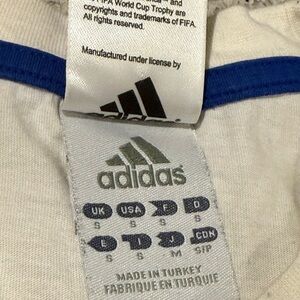 FIFA World Cup Trophy are
copyrights and trademarks of FIFA.
All rights reserved.
Manufactured under license by
adidas
UK USA F D
S S S S
E J CDN
S S M S/P
MADE IN TURKEY
FABRIQUE EN TURQUIE